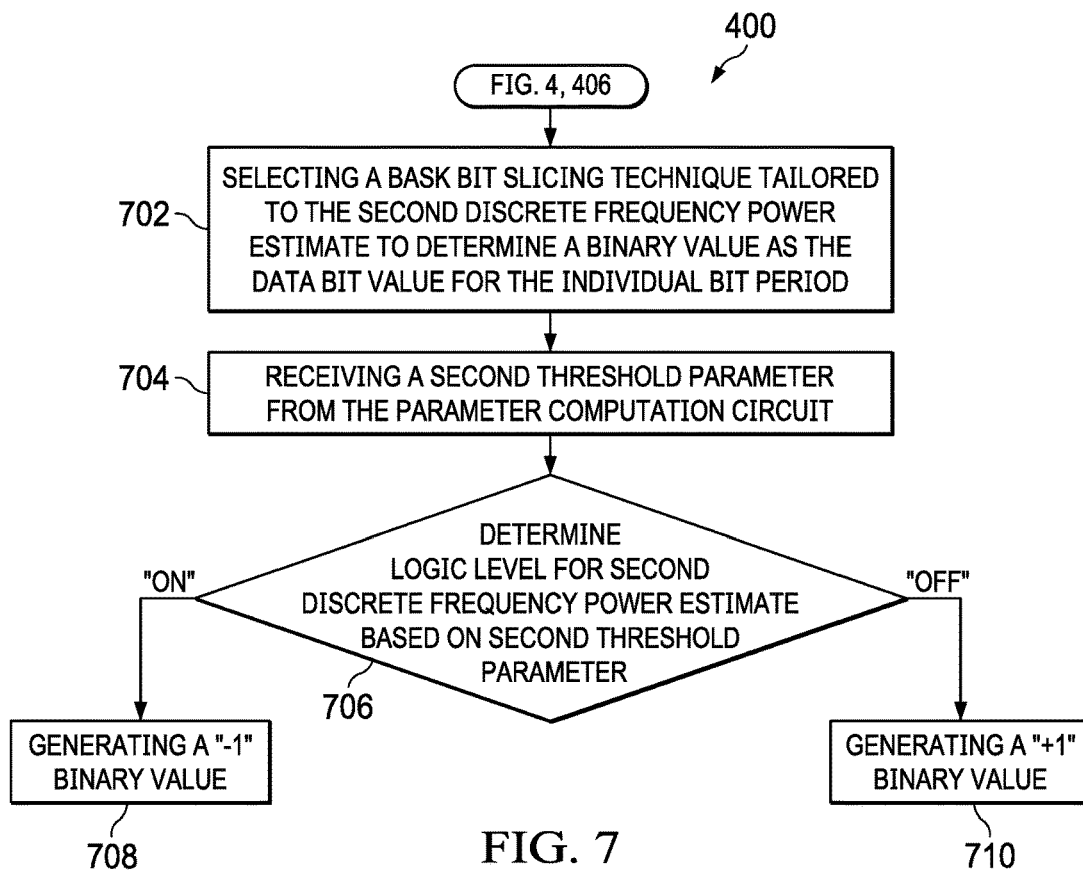 400
FIG. 4, 406
702
SELECTING A BASK BIT SLICING TECHNIQUE TAILORED
TO THE SECOND DISCRETE FREQUENCY POWER
ESTIMATE TO DETERMINE A BINARY VALUE AS THE
DATA BIT VALUE FOR THE INDIVIDUAL BIT PERIOD
704
RECEIVING A SECOND THRESHOLD PARAMETER
FROM THE PARAMETER COMPUTATION CIRCUIT
DETERMINE
LOGIC LEVEL FOR SECOND
DISCRETE FREQUENCY POWER ESTIMATE
BASED ON SECOND THRESHOLD
PARAMETER
"ON"
"OFF"
706
GENERATING A "-1"
BINARY VALUE
708
GENERATING A "+1"
BINARY VALUE
710
FIG. 7